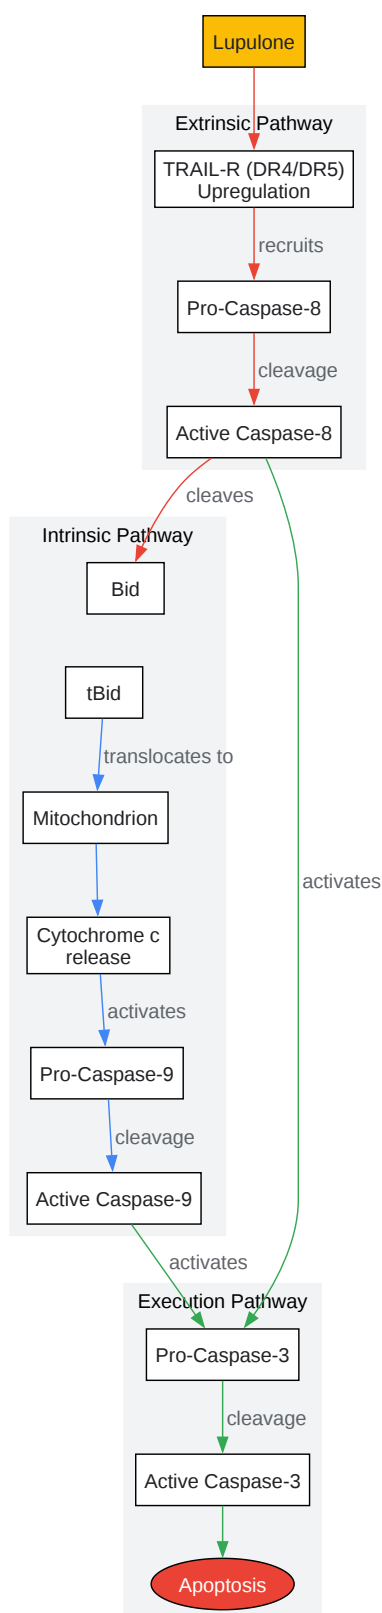 Lupulone
Extrinsic Pathway
TRAIL-R (DR4/DR5)
Upregulation
recruits
Pro-Caspase-8
cleavage
Active Caspase-8
cleaves
Intrinsic Pathway
Bid
tBid
translocates to
Mitochondrion
activates
Cytochrome c
release
activates
Pro-Caspase-9
cleavage
Active Caspase-9
activates
Execution Pathway
Pro-Caspase-3
cleavage
Active Caspase-3
Apoptosis